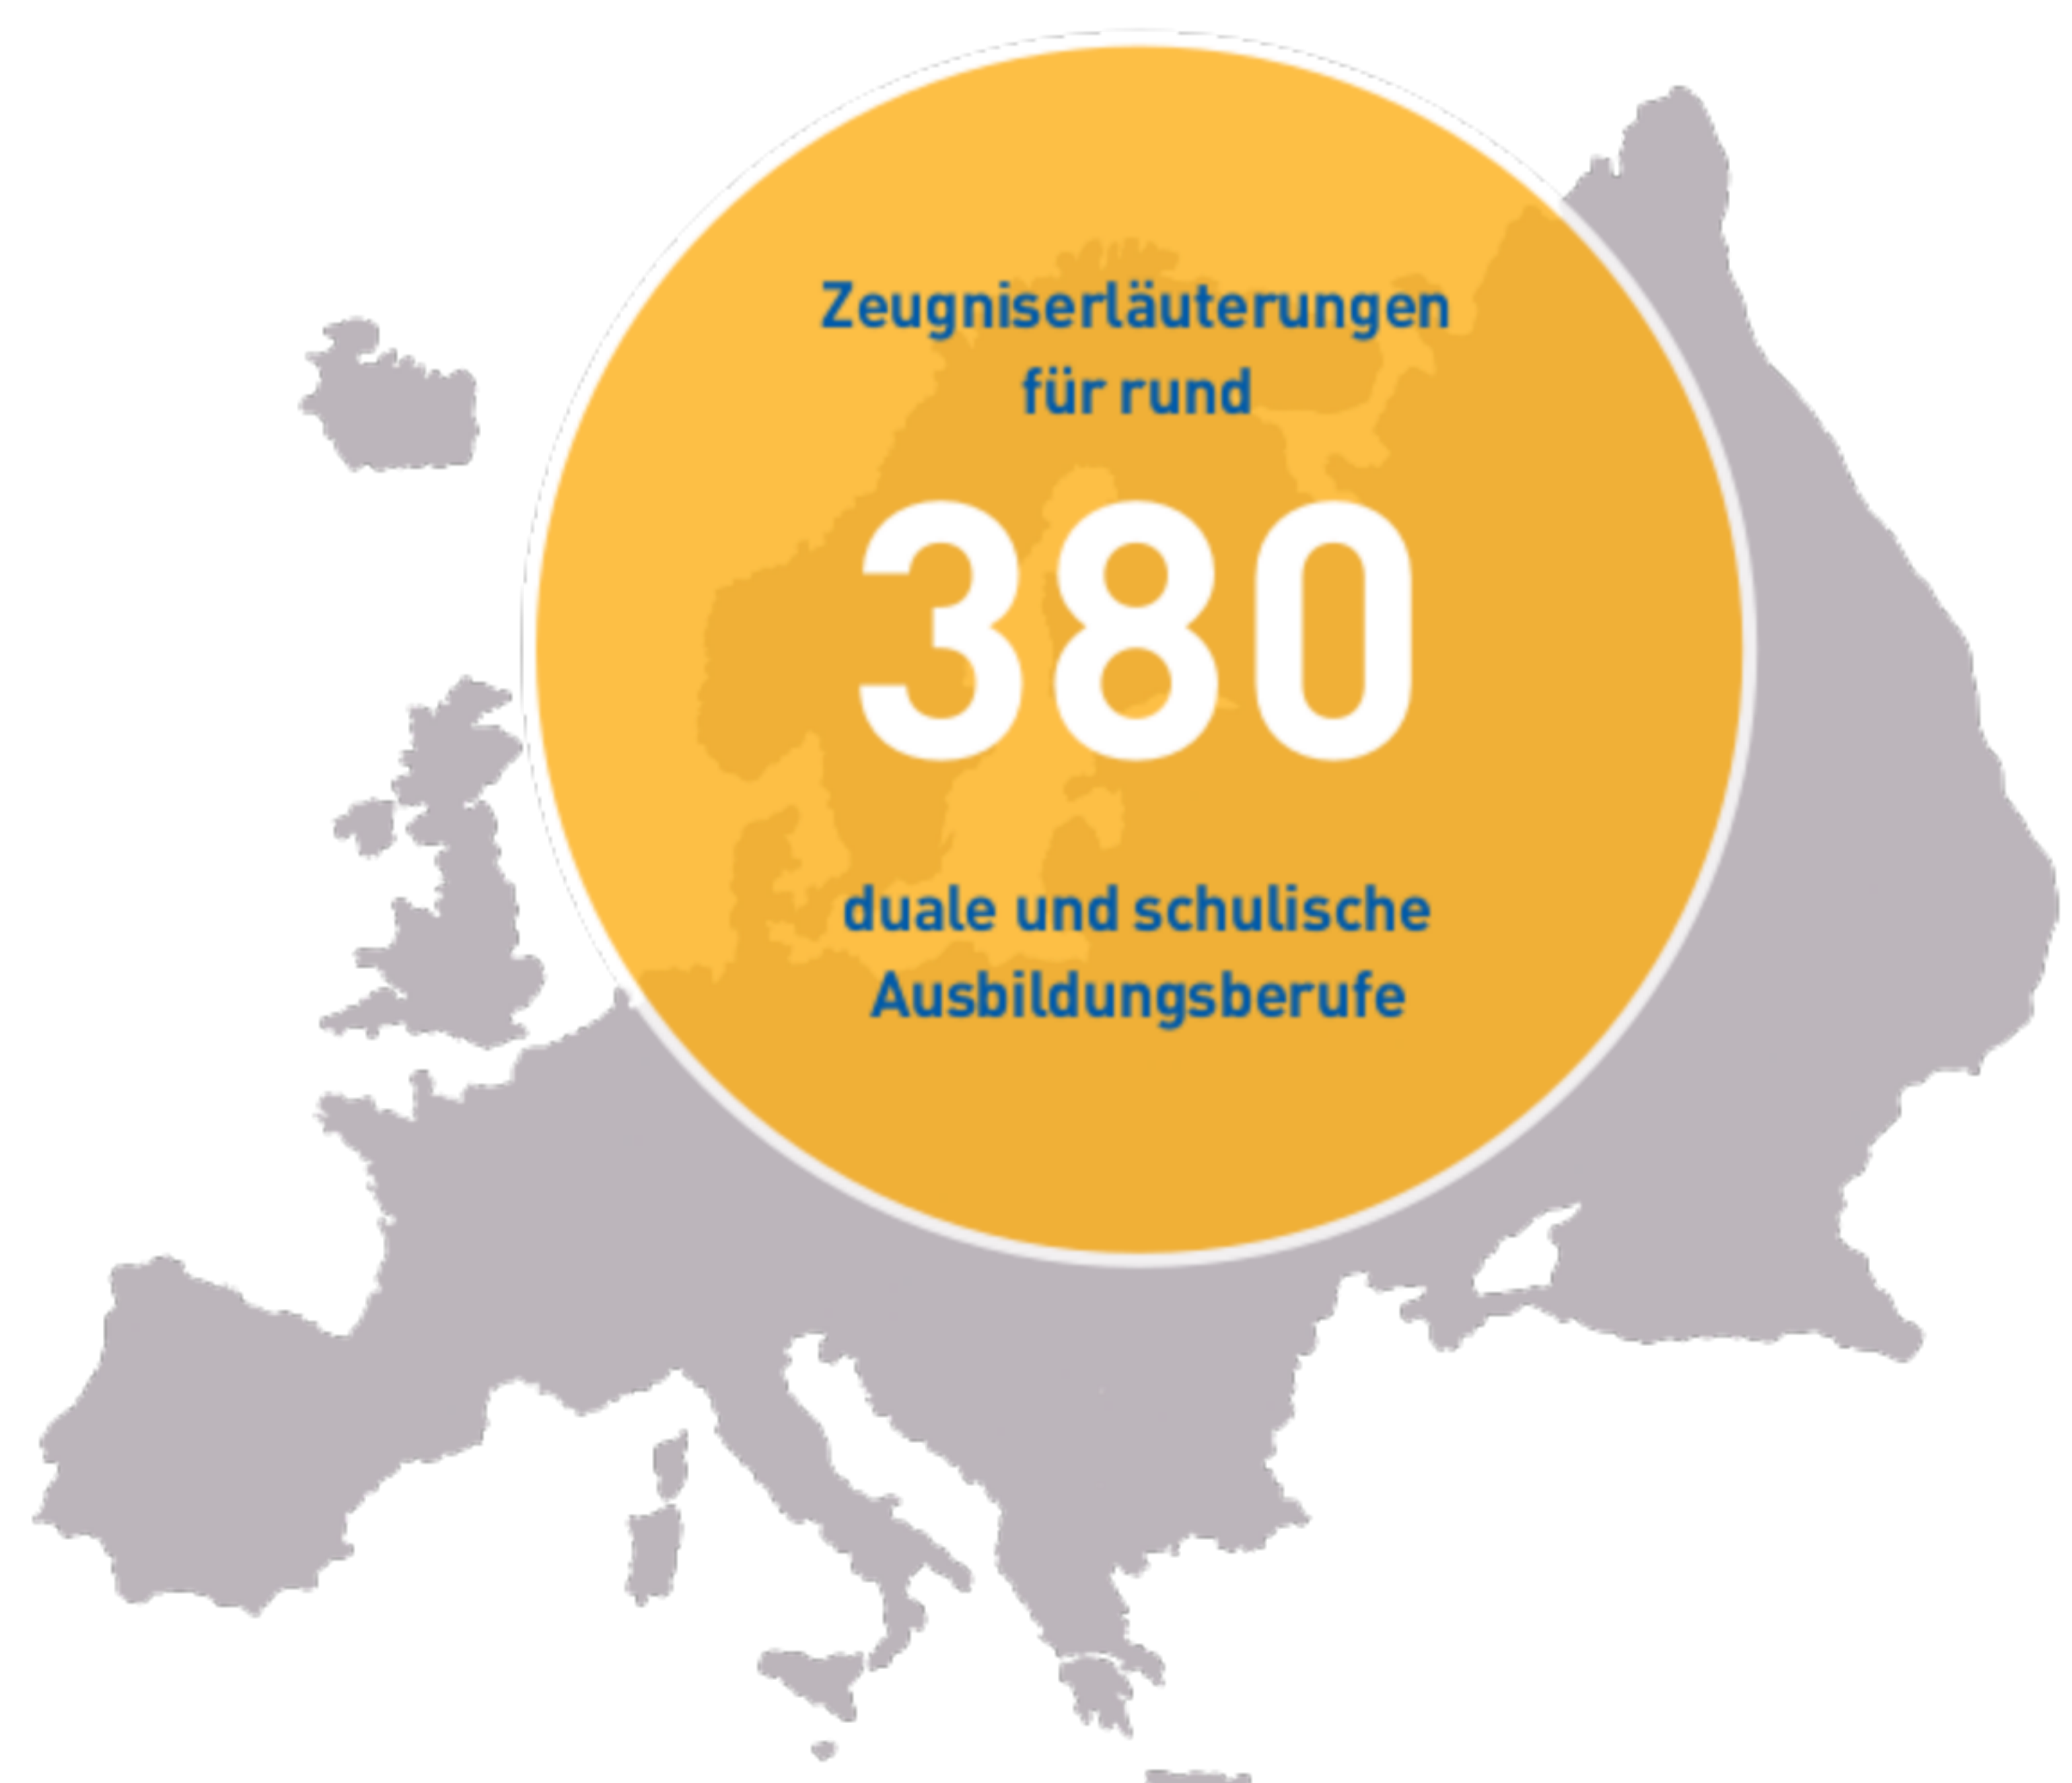 Zeugniserläuterungen
für rund
380
duale und schulische
Ausbildungsberufe